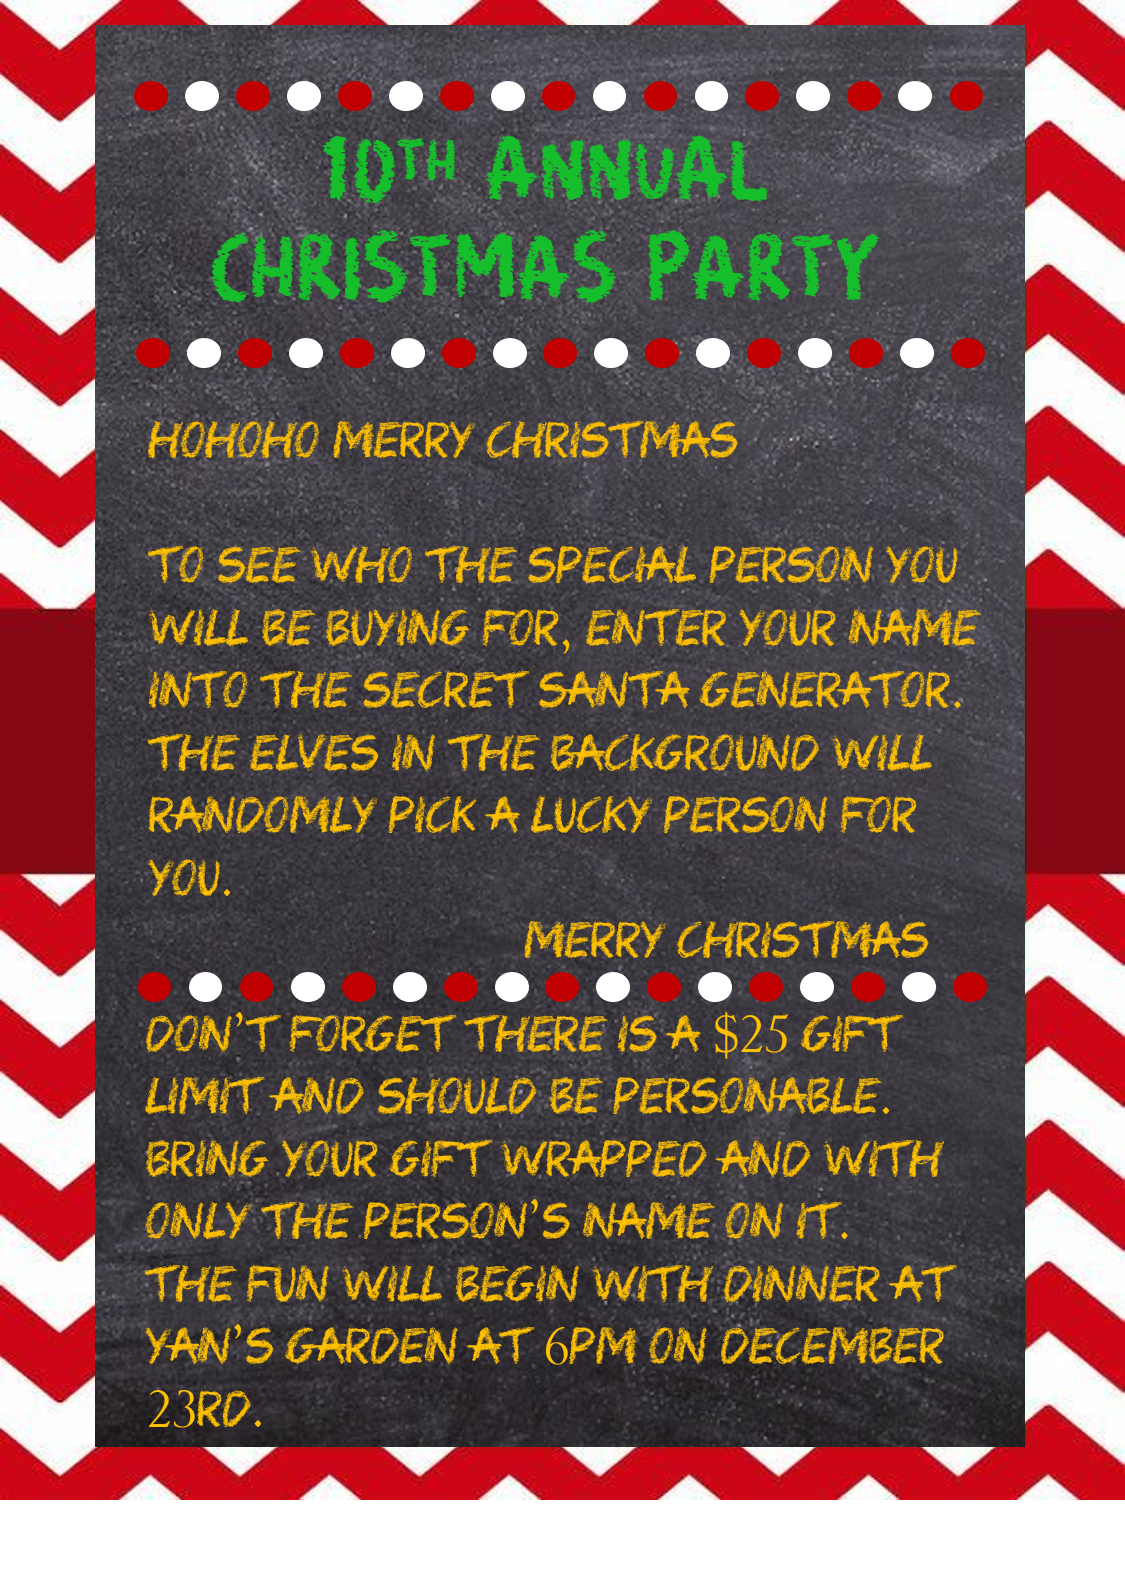 10TH ANNUAL
CHRISTMAS PARTY
HOHOHO MERRY CHRISTMAS
TO SEE WHO THE SPECIAL PERSON YOU
WILL BE BUYING FOR, ENTER YOUR NAME
INTO THE SECRET SANTA GENERATOR.
THE ELVES IN THE BACKGROUND WILL
RANDOMLY PICK A LUCKY PERSON FOR
YOU.
MERRY CHRISTMAS
DON'T FORGET THERE IS A $25 GIFT
LIMIT AND SHOULD BE PERSONABLE.
BRING YOUR GIFT WRAPPED AND WITH
ONLY THE PERSON'S NAME ON IT.
THE FUN WILL BEGIN WITH DINNER AT
YAN'S GARDEN AT 6PM ON DECEMBER
23RD.